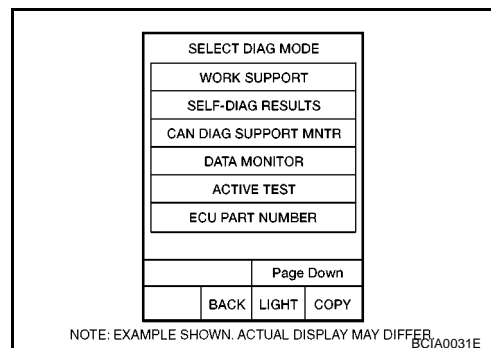 SELECT DIAG MODE
WORK SUPPORT
SELF-DIAG RESULTS
CAN DIAG SUPPORT MNTR
DATA MONITOR
ACTIVE TEST
ECU PART NUMBER
Page Down
BACK LIGHT COPY
NOTE: EXAMPLE SHOWN. ACTUAL DISPLAY MAY DIFFER.
BCIA0031E